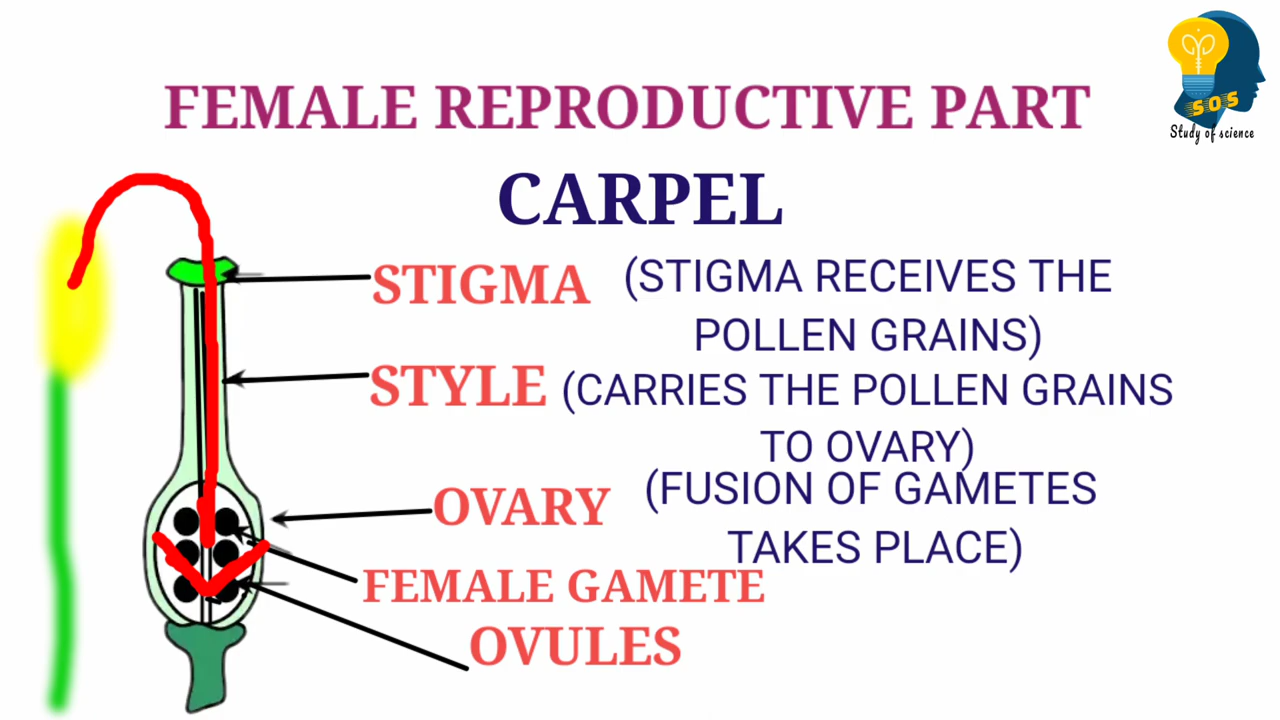 SOS
Study of science
FEMALE REPRODUCTIVE PART
CARPEL
STIGMA (STIGMA RECEIVES THE
POLLEN GRAINS)
STYLE (CARRIES THE POLLEN GRAINS
TO OVARY)
OVARY (FUSION OF GAMETES
TAKES PLACE)
FEMALE GAMETE
OVULES